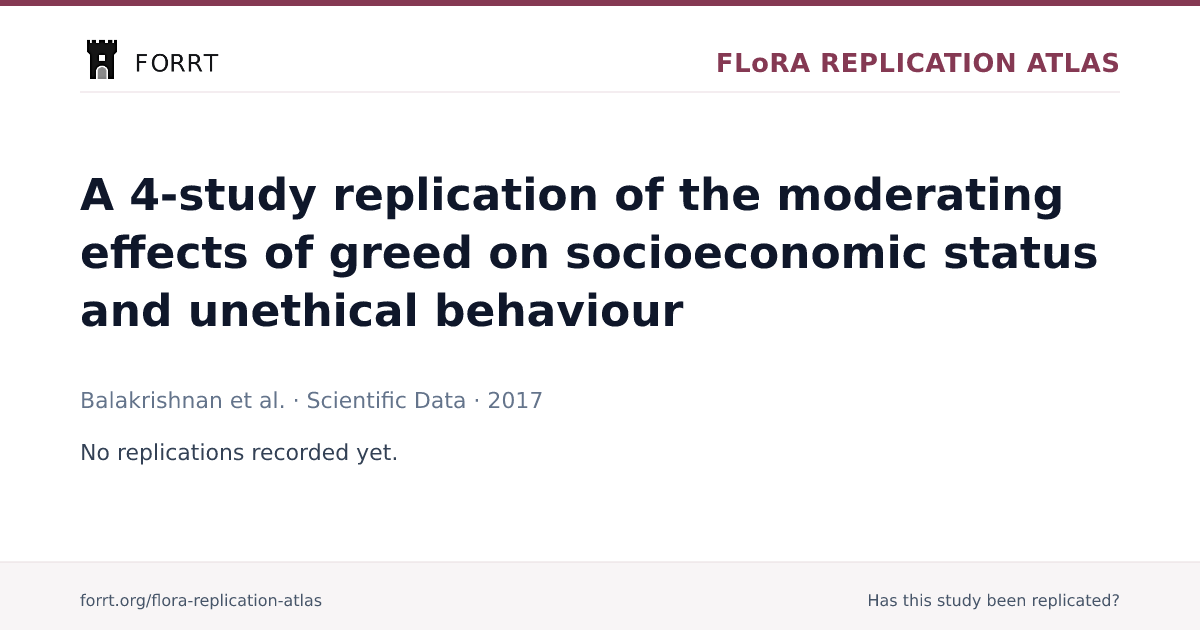 FORRT
FLoRA REPLICATION ATLAS
A 4-study replication of the moderating
effects of greed on socioeconomic status
and unethical behaviour
Balakrishnan et al. · Scientific Data · 2017
No replications recorded yet.
forrt.org/flora-replication-atlas
Has this study been replicated?